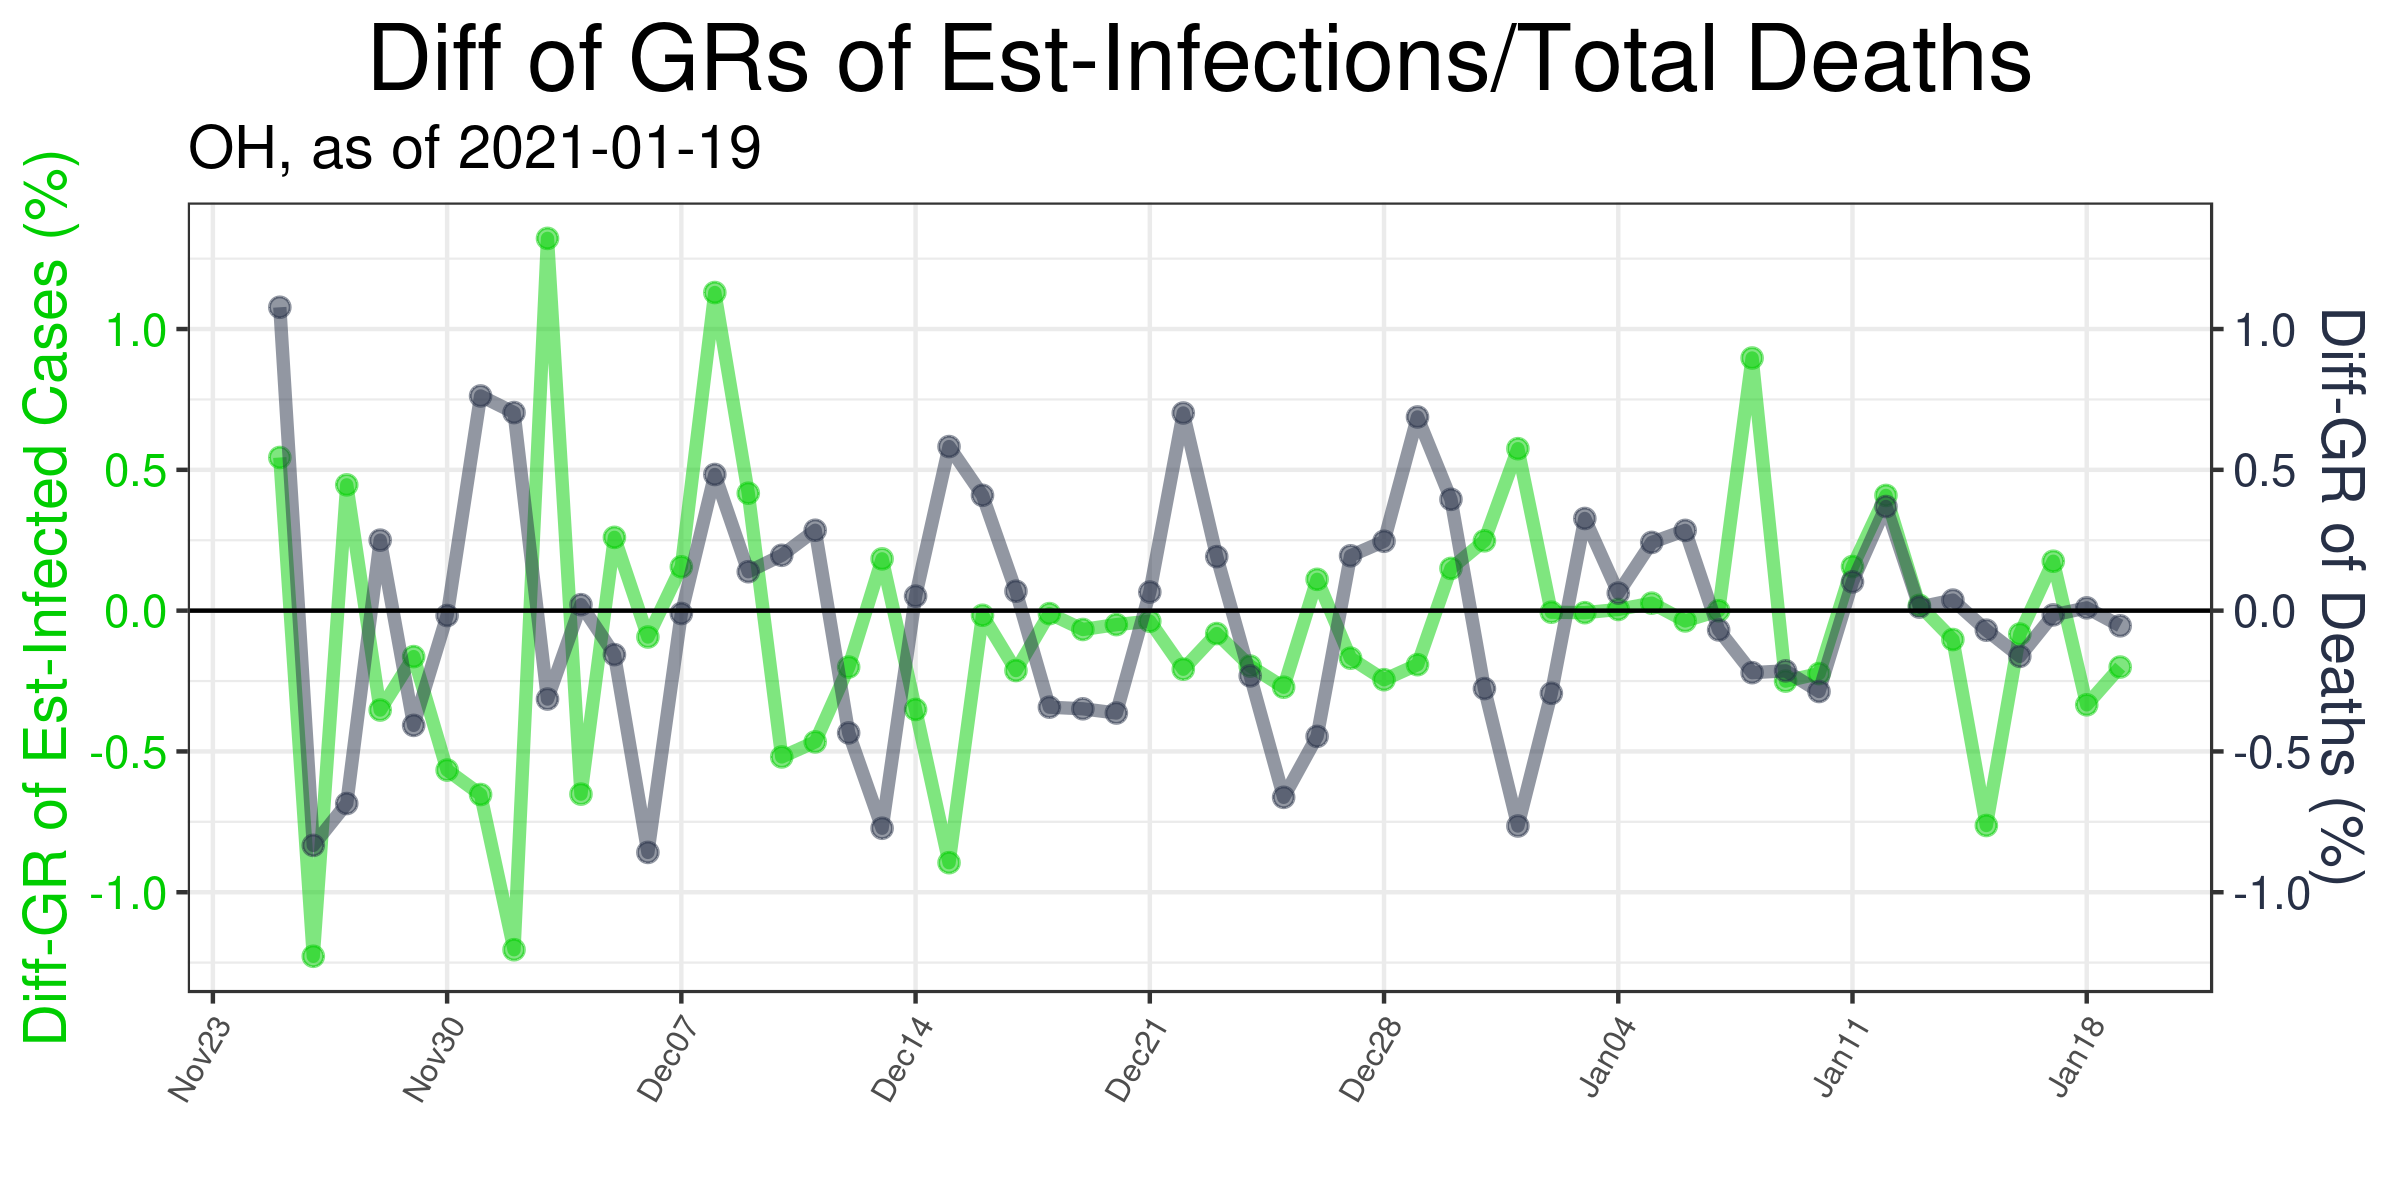 Diff of GRs of Est-Infections/Total Deaths
OH, as of 2021-01-19
Diff-GR of Est-Infected Cases (%)
1.0
0.5
0.0
-0.5
-1.0
1.0
0.5
0.0
-0.5
-1.0
Diff-GR of Deaths (%)
Nov23
Nov30
Dec07
Dec14
Dec21
Dec28
Jan04
Jan11
Jan18